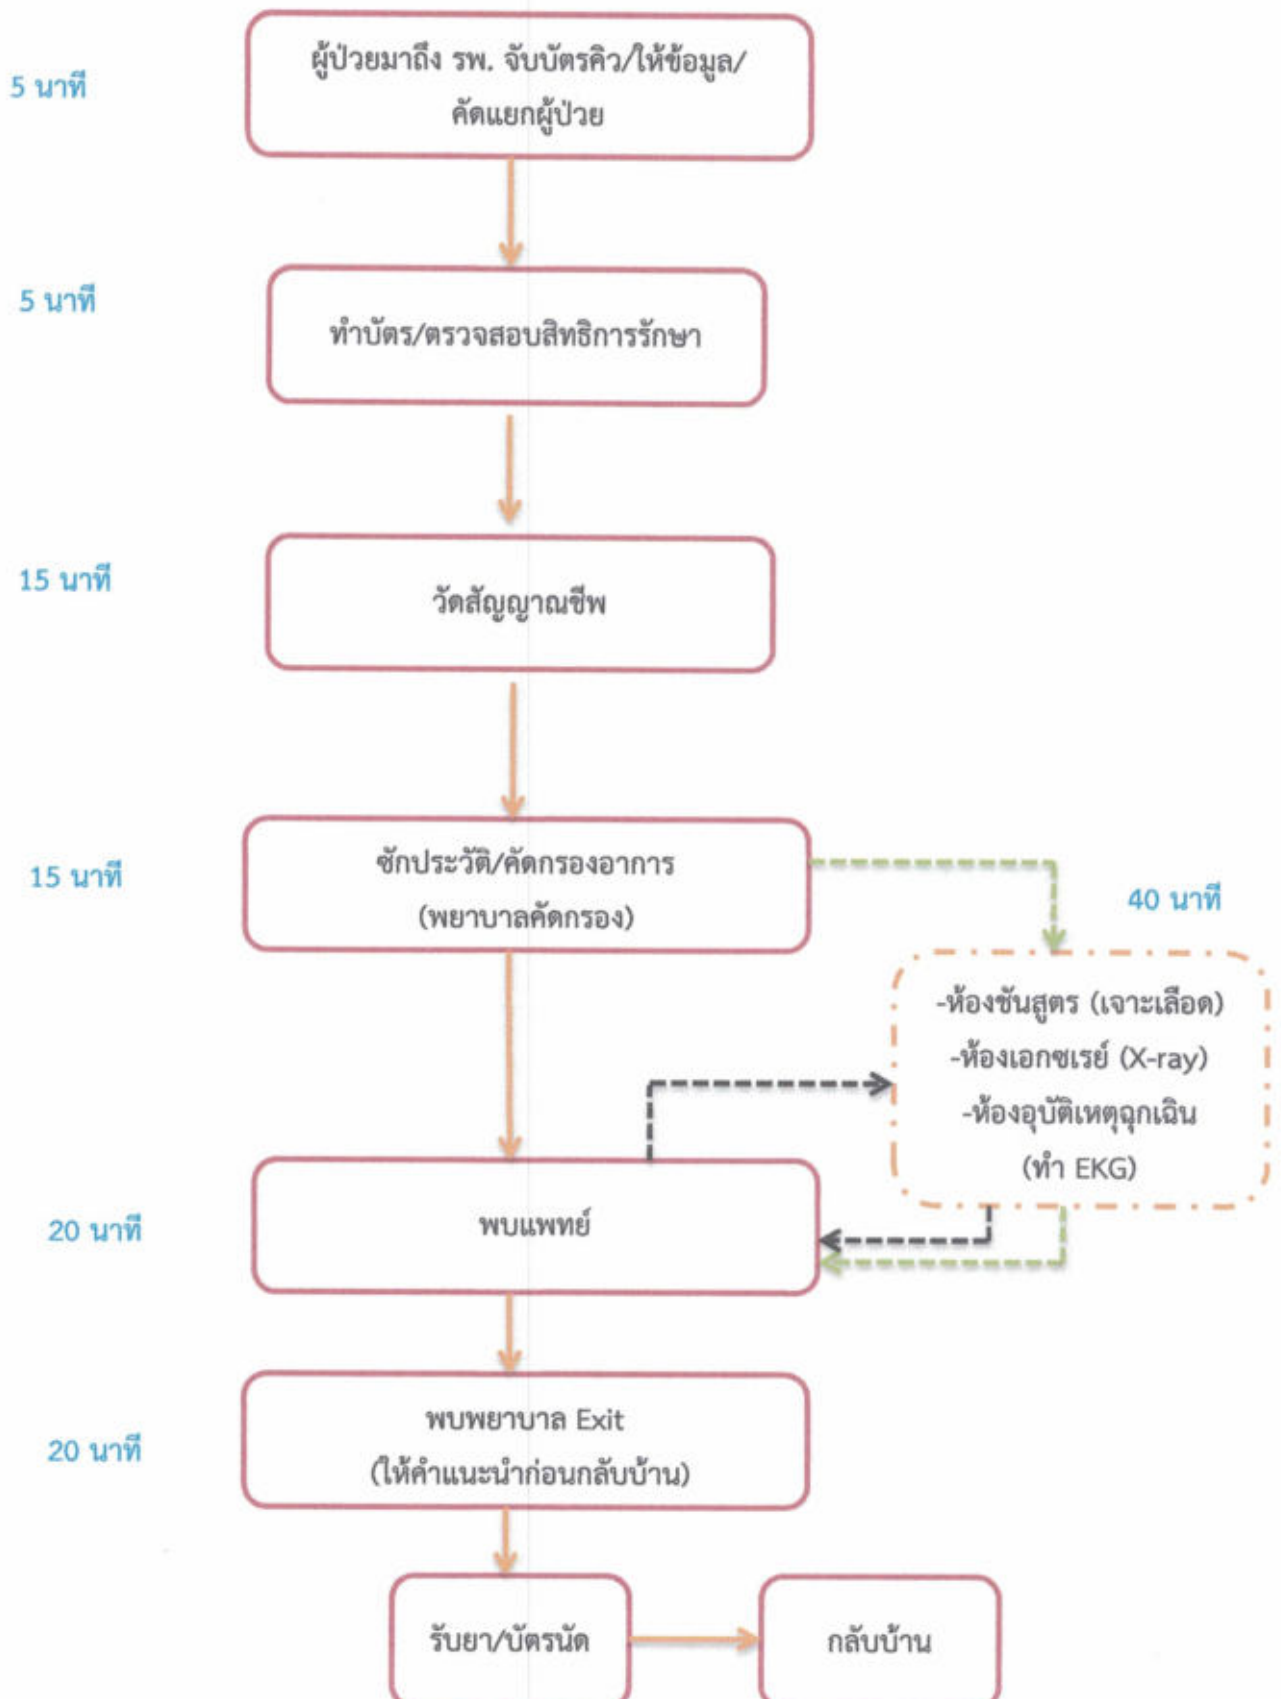 5 นาที
ผู้ป่วยมาถึง รพ. จับบัตรคิว/ให้ข้อมูล/
คัดแยกผู้ป่วย
5 นาที
ทำบัตร/ตรวจสอบสิทธิการรักษา
15 นาที
วัดสัญญาณชีพ
15 นาที
ซักประวัติ/คัดกรองอาการ
(พยาบาลคัดกรอง)
40 นาที
-ห้องชันสูตร (เจาะเลือด)
-ห้องเอกซเรย์ (X-ray)
-ห้องอุบัติเหตุฉุกเฉิน
(ทำ EKG)
20 นาที
พบแพทย์
20 นาที
พบพยาบาล Exit
(ให้คำแนะนำก่อนกลับบ้าน)
รับยา/บัตรนัด
กลับบ้าน